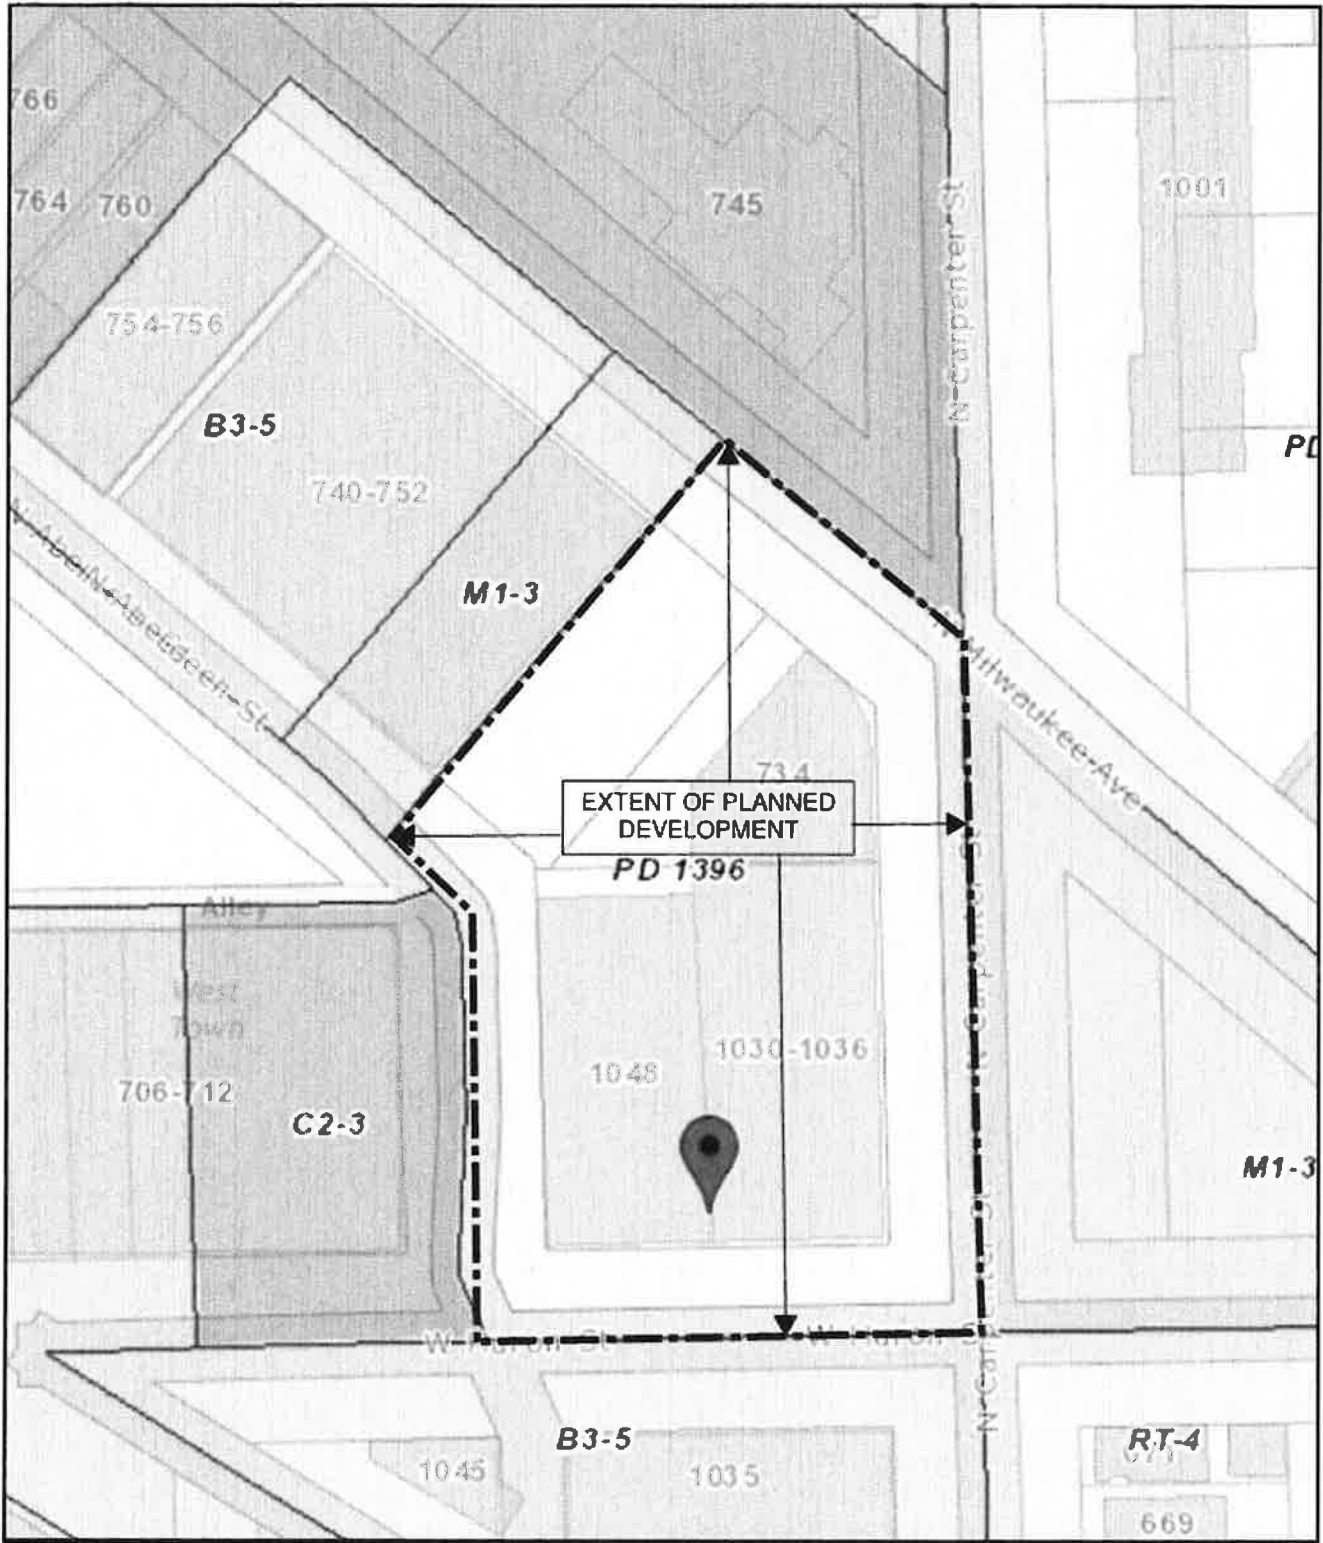 766
764
760
745
1001
N-Carpenter-St
754-756
B3-5
PD
740-752
M1-3
N-Milwaukee-Ave
734
EXTENT OF PLANNED
DEVELOPMENT
PD 1396
Alley
West
Town
1048
1030-1036
706-712
C2-3
M1-3
W-Huron-St
W-Huron-St
B3-5
RT-4
1045
1035
669